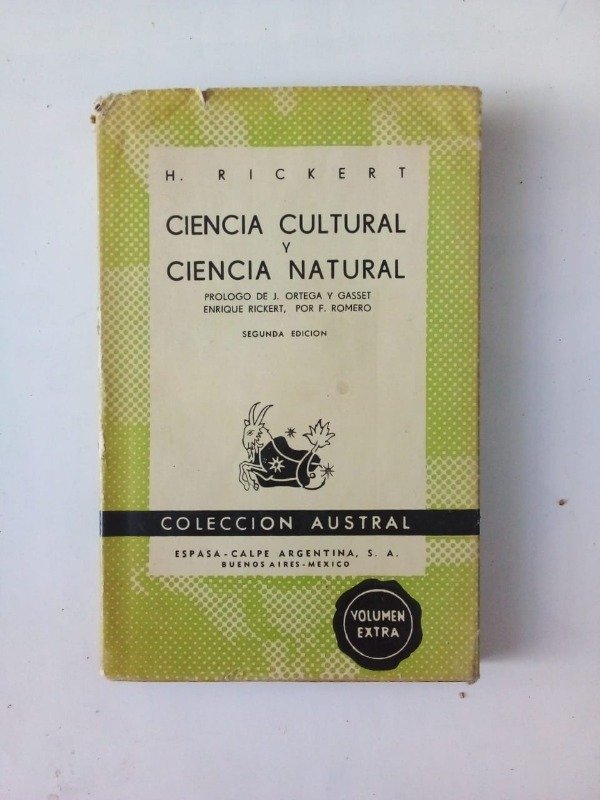 H. RICKERT
CIENCIA CULTURAL
Y
CIENCIA NATURAL
PROLOGO DE J. ORTEGA Y GASSET
ENRIQUE RICKERT, POR F. ROMERO
SEGUNDA EDICION
COLECCION AUSTRAL
ESPASA-CALPE ARGENTINA, S. A.
BUENOS AIRES-MEXICO
VOLUMEN
EXTRA